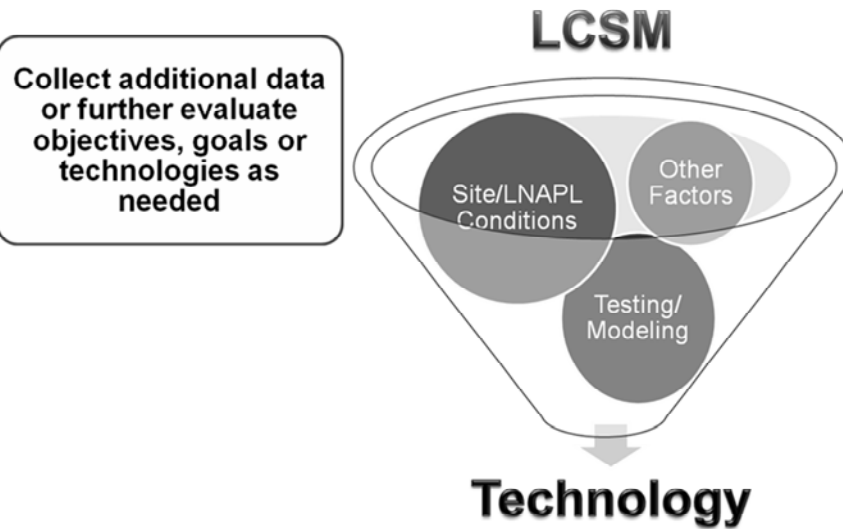 LCSM
Collect additional data
or further evaluate
objectives, goals or
technologies as
needed
Site/LNAPL
Conditions
Other
Factors
Testing/
Modeling
Technology